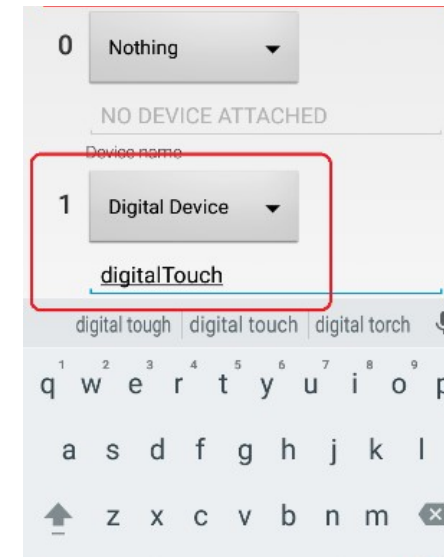 0 Nothing
NO DEVICE ATTACHED
Device name
1 Digital Device
digitalTouch
digital tough digital touch digital torch
1 2 3 4 5 6 7 8 9
q w e r t y u i o p
a s d f g h j k l
z x c v b n m